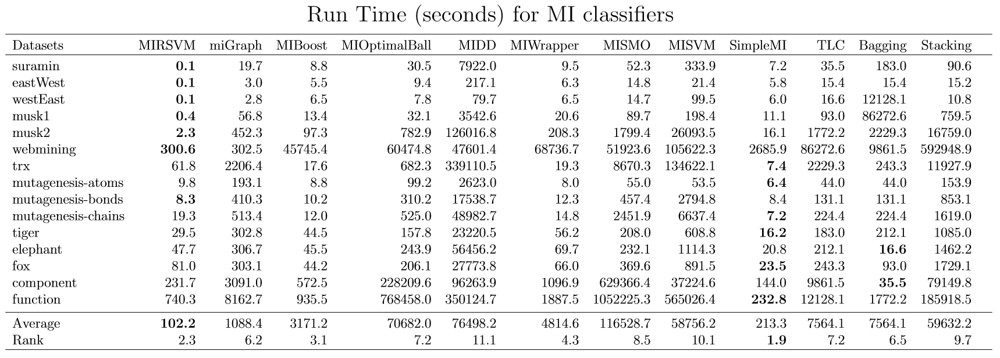 Run Time (seconds) for MI classifiers
Datasets MIRSVM miGraph MIBoost MIOptimalBall MIDD MIWrapper MISMO MISVM SimpleMI TLC Bagging Stacking
suramin 0.1 19.7 8.8 30.5 7922.0 9.5 52.3 333.9 7.2 35.5 183.0 90.6
eastWest 0.1 3.0 5.5 9.4 217.1 6.3 14.8 21.4 5.8 15.4 15.4 15.2
westEast 0.1 2.8 6.5 7.8 79.7 6.5 14.7 99.5 6.0 16.6 12128.1 10.8
musk1 0.4 56.8 13.4 32.1 3542.6 20.6 89.7 198.4 11.1 93.0 86272.6 759.5
musk2 2.3 452.3 97.3 782.9 126016.8 208.3 1799.4 26093.5 16.1 1772.2 2229.3 16759.0
webmining 300.6 302.5 45745.4 60474.8 47601.4 68736.7 51923.6 105622.3 2685.9 86272.6 9861.5 592948.9
trx 61.8 2206.4 17.6 682.3 339110.5 19.3 8670.3 134622.1 7.4 2229.3 243.3 11927.9
mutagenesis-atoms 9.8 193.1 8.8 99.2 2623.0 8.0 55.0 53.5 6.4 44.0 44.0 153.9
mutagenesis-bonds 8.3 410.3 10.2 310.2 17538.7 12.3 457.4 2794.8 8.4 131.1 131.1 853.1
mutagenesis-chains 19.3 513.4 12.0 525.0 48982.7 14.8 2451.9 6637.4 7.2 224.4 224.4 1619.0
tiger 29.5 302.8 44.5 157.8 23220.5 56.2 208.0 608.8 16.2 183.0 212.1 1085.0
elephant 47.7 306.7 45.5 243.9 56456.2 69.7 232.1 1114.3 20.8 212.1 16.6 1462.2
fox 81.0 303.1 44.2 206.1 27773.8 66.0 369.6 891.5 23.5 243.3 93.0 1729.1
component 231.7 3091.0 572.5 228209.6 96263.9 1096.9 629366.4 37224.6 144.0 9861.5 35.5 79149.8
function 740.3 8162.7 935.5 768458.0 350124.7 1887.5 1052225.3 565026.4 232.8 12128.1 1772.2 185918.5
Average 102.2 1088.4 3171.2 70682.0 76498.2 4814.6 116528.7 58756.2 213.3 7564.1 7564.1 59632.2
Rank 2.3 6.2 3.1 7.2 11.1 4.3 8.5 10.1 1.9 7.2 6.5 9.7